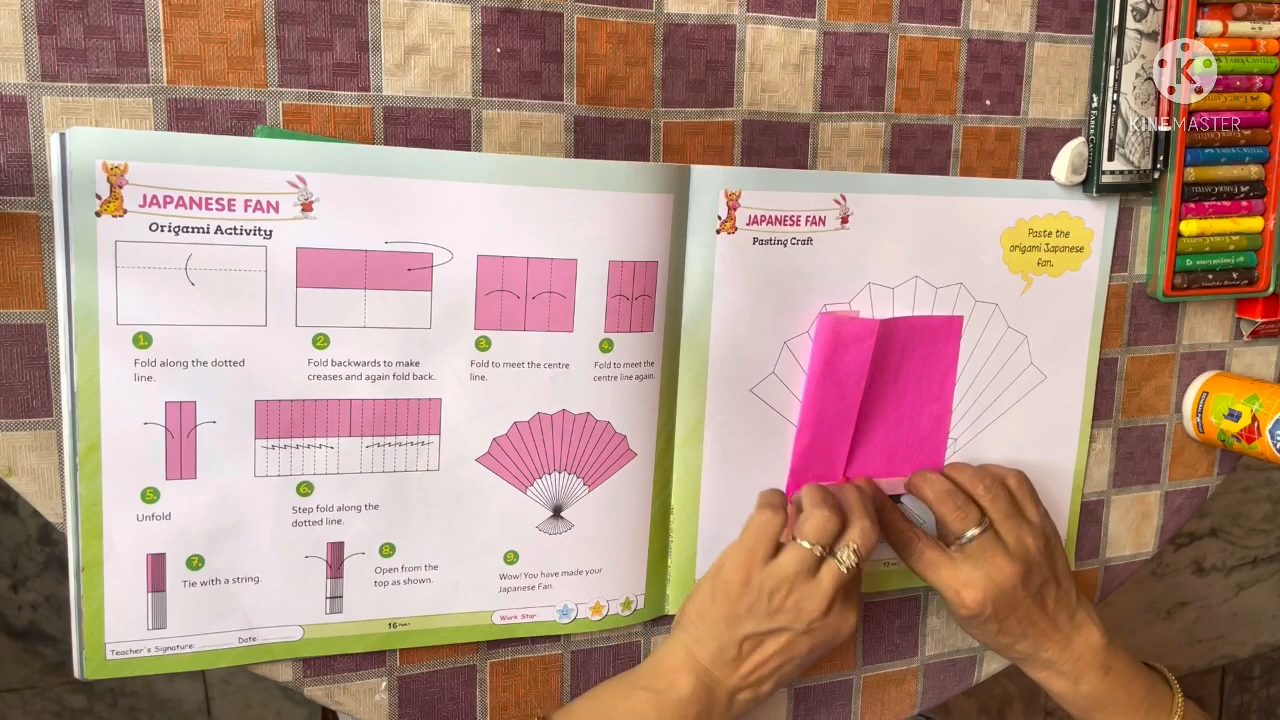 JAPANESE FAN
Origami Activity
1.
Fold along the dotted
line.
2.
Fold backwards to make
creases and again fold back.
3.
Fold to meet the centre
line.
4.
Fold to meet the
centre line again.
5.
Unfold
6.
Step fold along the
dotted line.
7.
Tie with a string.
8.
Open from the
top as shown.
9.
Wow! You have made your
Japanese Fan.
Teacher's Signature: ............ Date: ............
16
Work Star
JAPANESE FAN
Pasting Craft
Paste the
origami Japanese
fan.
17
K
KINEMASTER
FABER-CASTELL